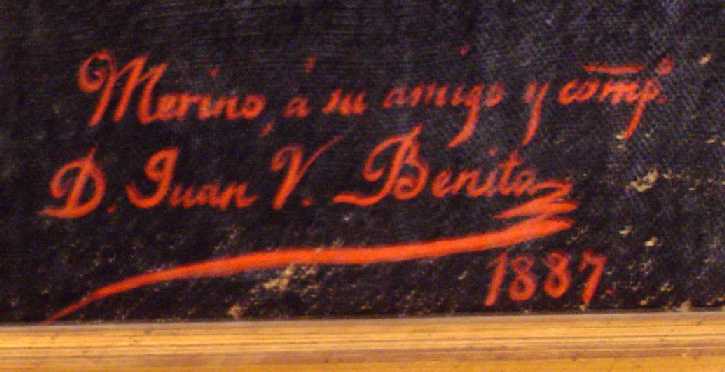 Merino, á su amigo y comp.º
D. Juan V. Benita
1887.